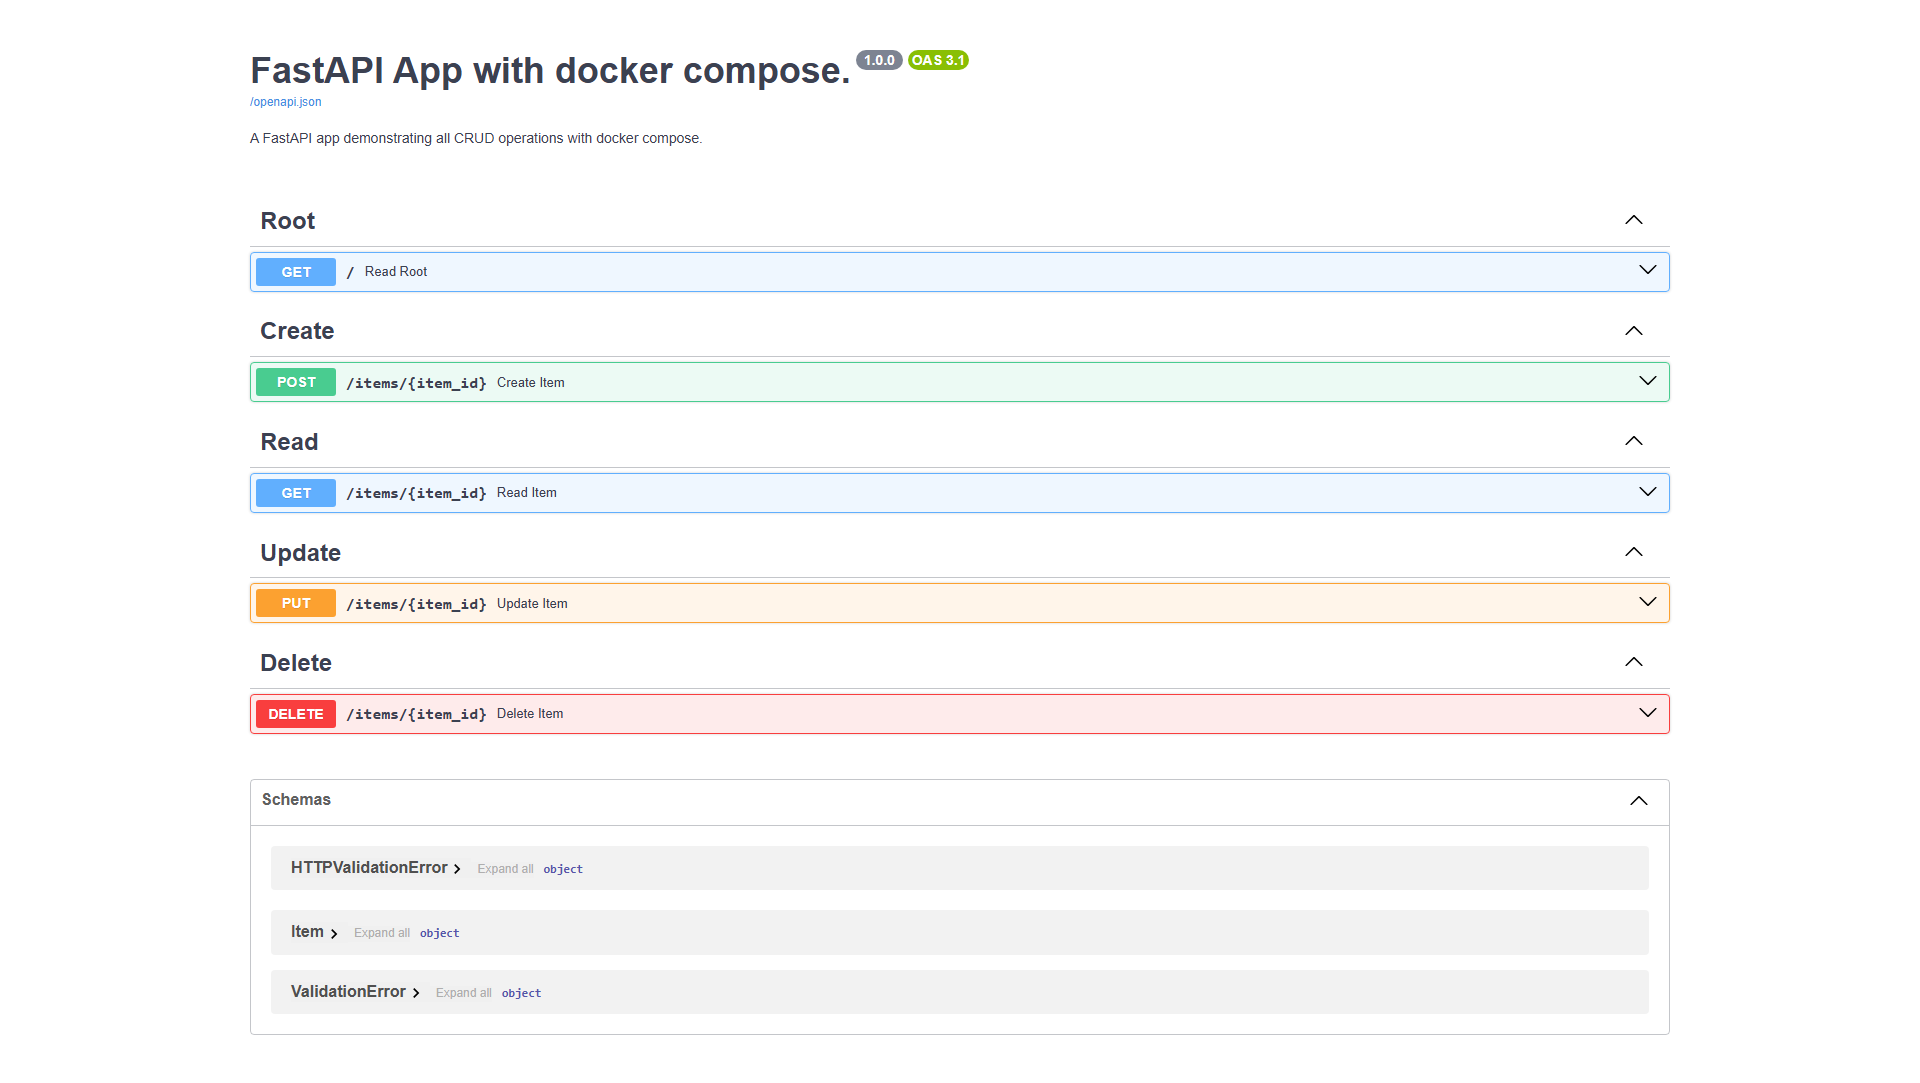 FastAPI App with docker compose. 1.0.0 OAS 3.1
/openapi.json
A FastAPI app demonstrating all CRUD operations with docker compose.
Root
GET / Read Root
Create
POST /items/{item_id} Create Item
Read
GET /items/{item_id} Read Item
Update
PUT /items/{item_id} Update Item
Delete
DELETE /items/{item_id} Delete Item
Schemas
HTTPValidationError Expand all object
Item Expand all object
ValidationError Expand all object